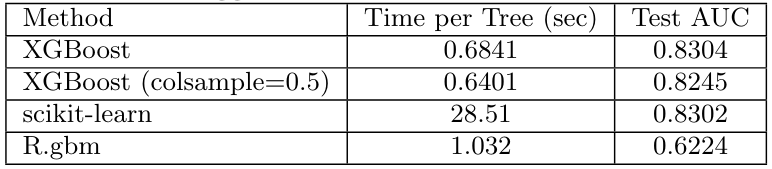 Method Time per Tree (sec) Test AUC
XGBoost 0.6841 0.8304
XGBoost (colsample=0.5) 0.6401 0.8245
scikit-learn 28.51 0.8302
R.gbm 1.032 0.6224